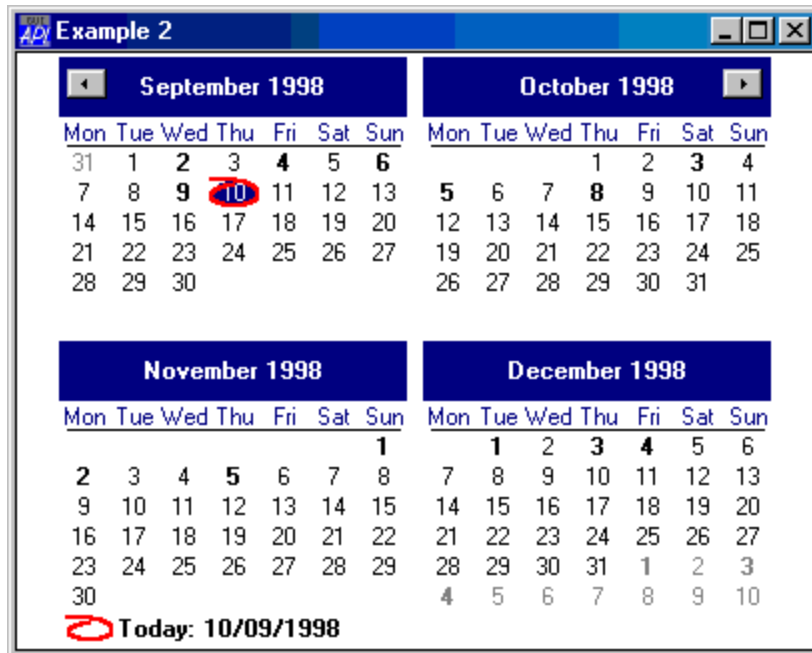 APL Example 2
September 1998
Mon Tue Wed Thu Fri Sat Sun
31 1 2 3 4 5 6
7 8 9 10 11 12 13
14 15 16 17 18 19 20
21 22 23 24 25 26 27
28 29 30
October 1998
Mon Tue Wed Thu Fri Sat Sun
1 2 3 4
5 6 7 8 9 10 11
12 13 14 15 16 17 18
19 20 21 22 23 24 25
26 27 28 29 30 31
November 1998
Mon Tue Wed Thu Fri Sat Sun
1
2 3 4 5 6 7 8
9 10 11 12 13 14 15
16 17 18 19 20 21 22
23 24 25 26 27 28 29
30
December 1998
Mon Tue Wed Thu Fri Sat Sun
1 2 3 4 5 6
7 8 9 10 11 12 13
14 15 16 17 18 19 20
21 22 23 24 25 26 27
28 29 30 31 1 2 3
4 5 6 7 8 9 10
Today: 10/09/1998